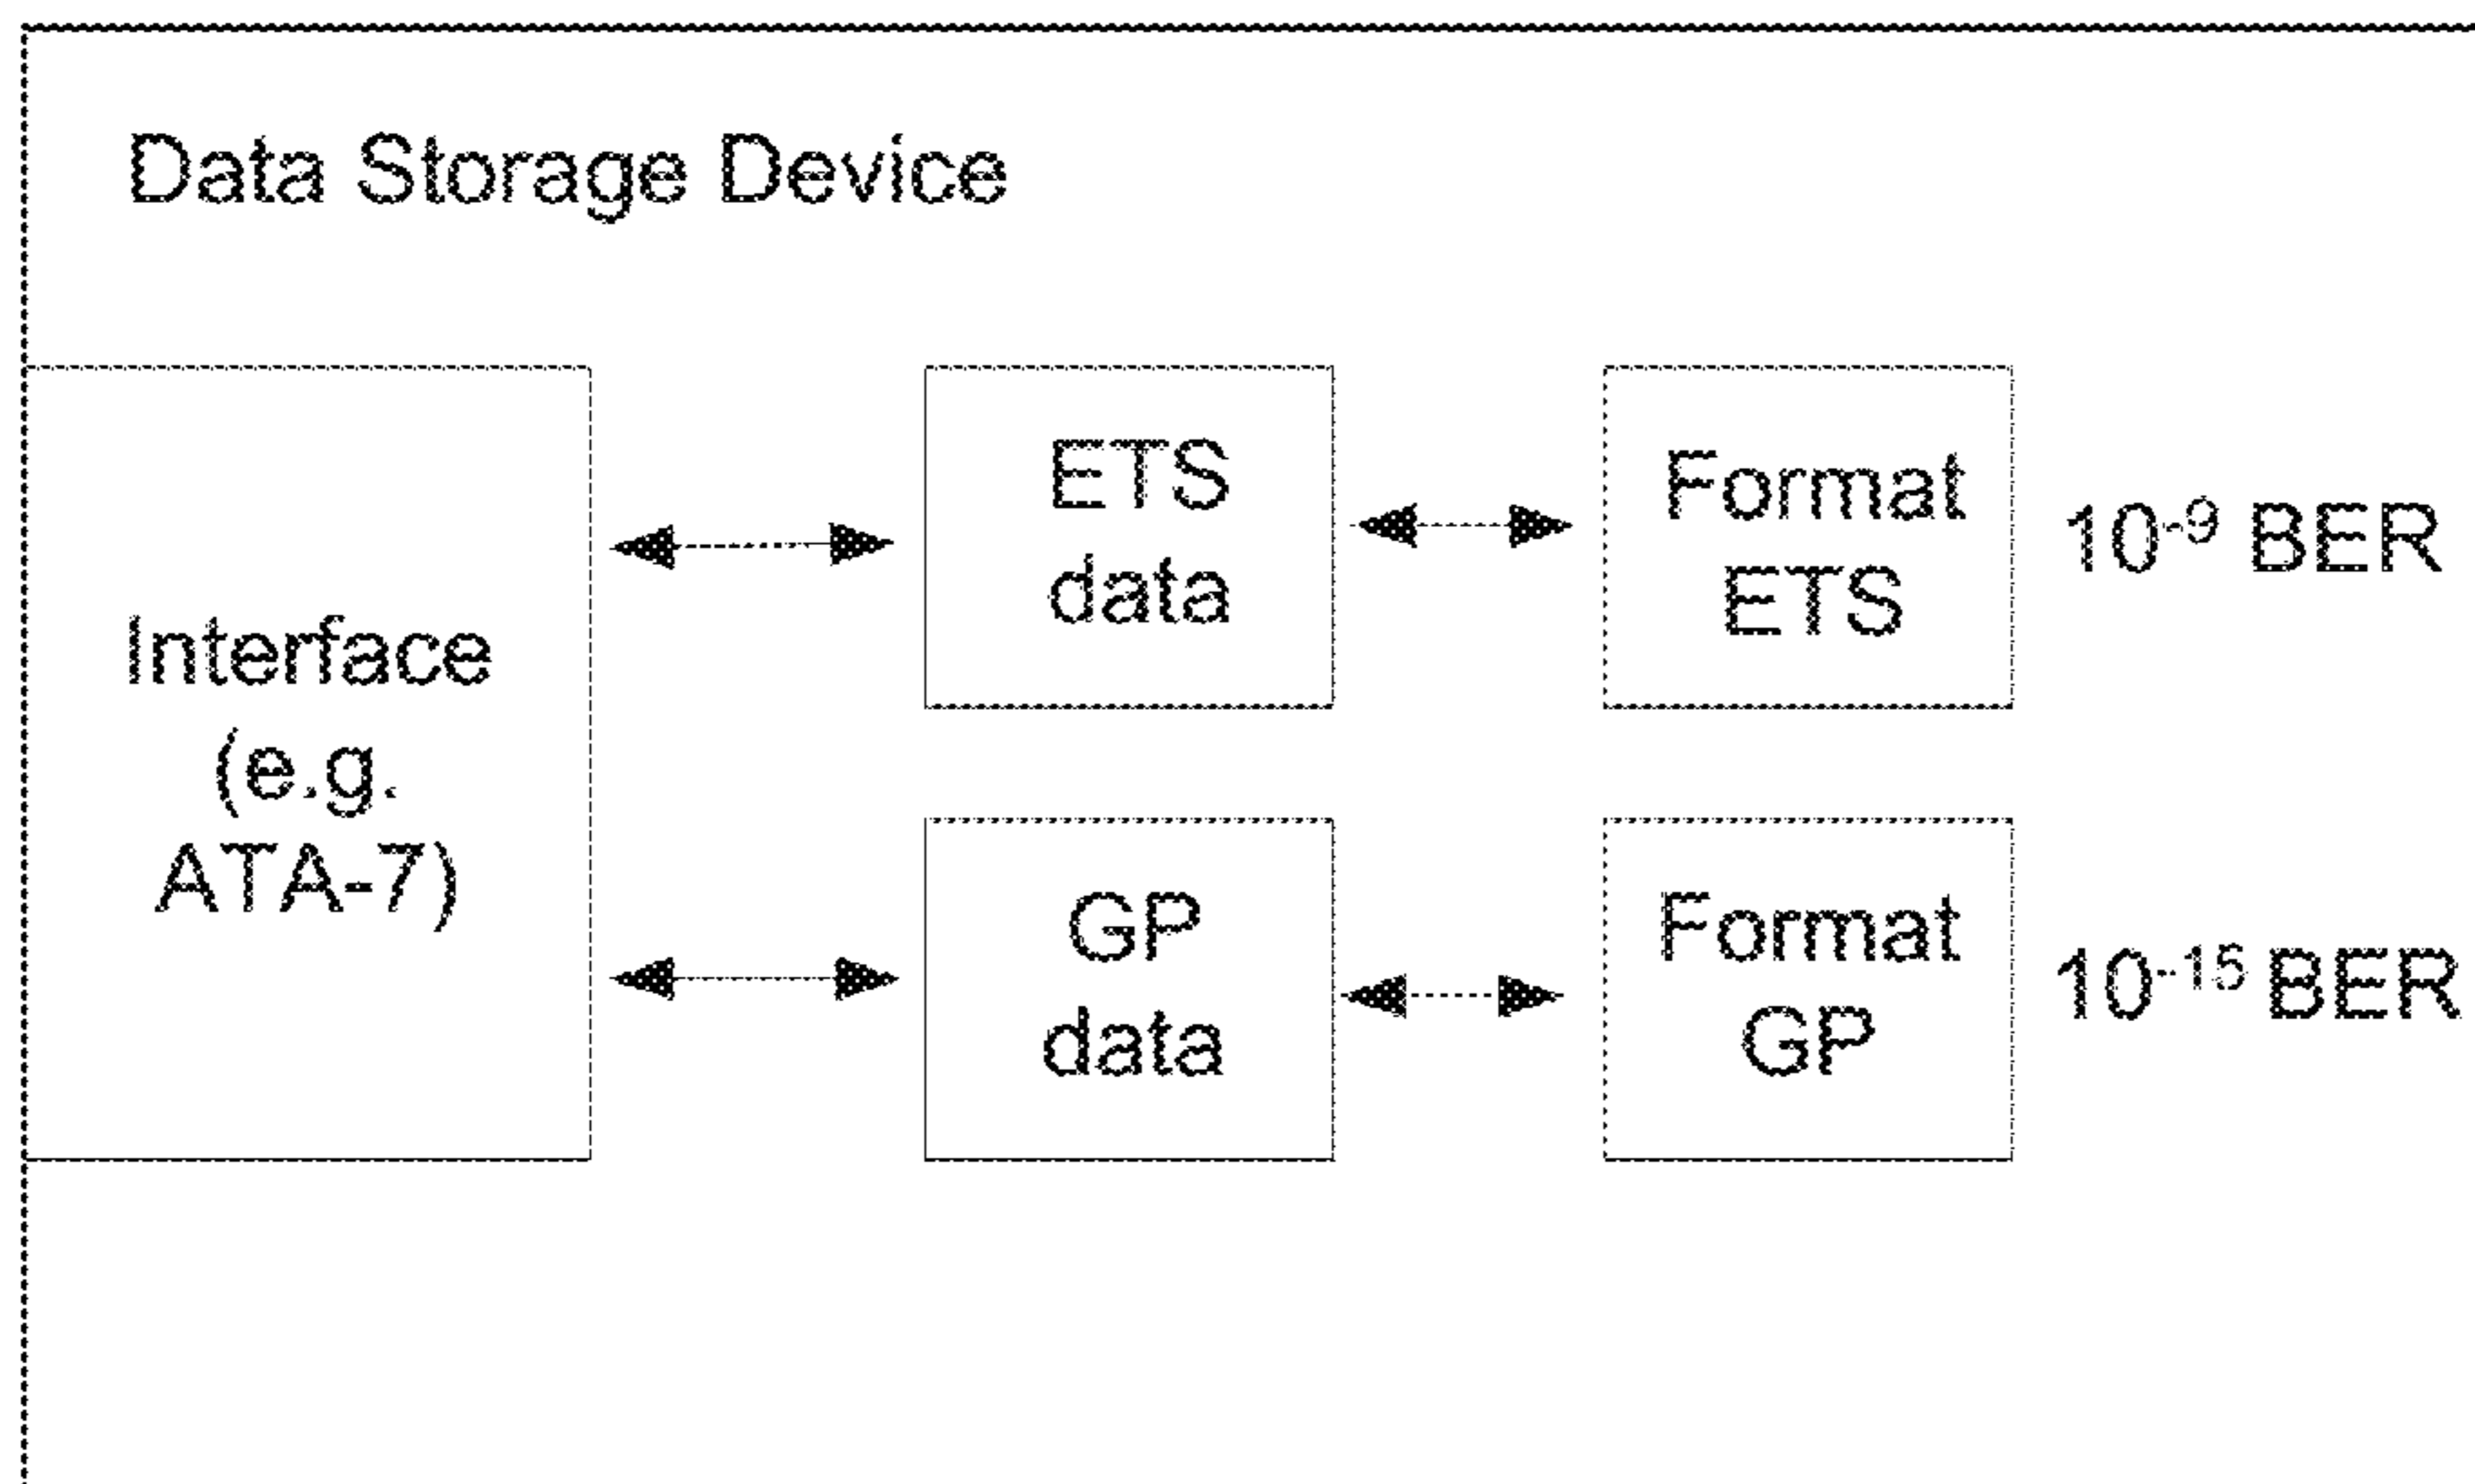 Data Storage Device
Interface
(e.g.
ATA-7)
ETS
data
Format
ETS
10-9 BER
GP
data
Format
GP
10-15 BER